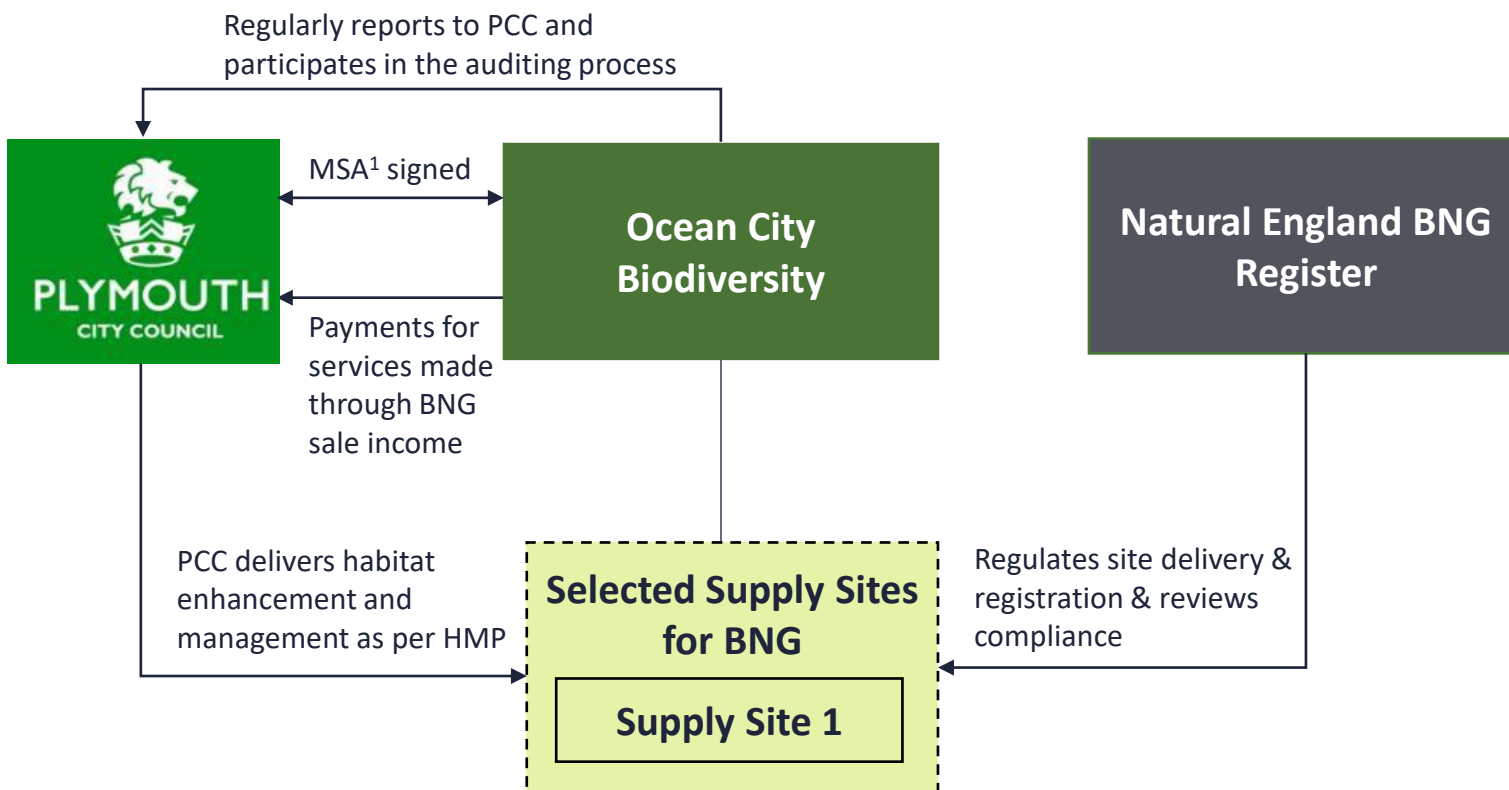 Regularly reports to PCC and
participates in the auditing process
PLYMOUTH
CITY COUNCIL
MSA¹ signed
Payments for
services made
through BNG
sale income
Ocean City
Biodiversity
Natural England BNG
Register
PCC delivers habitat
enhancement and
management as per HMP
Selected Supply Sites
for BNG
Supply Site 1
Regulates site delivery &
registration & reviews
compliance